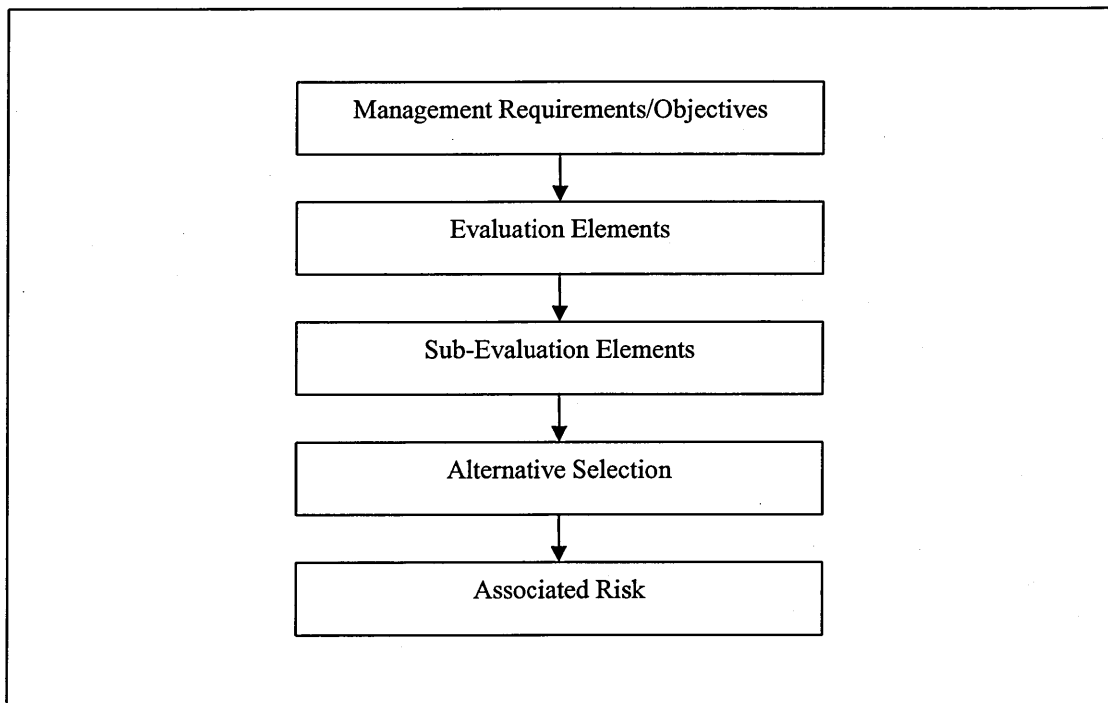 Management Requirements/Objectives
Evaluation Elements
Sub-Evaluation Elements
Alternative Selection
Associated Risk